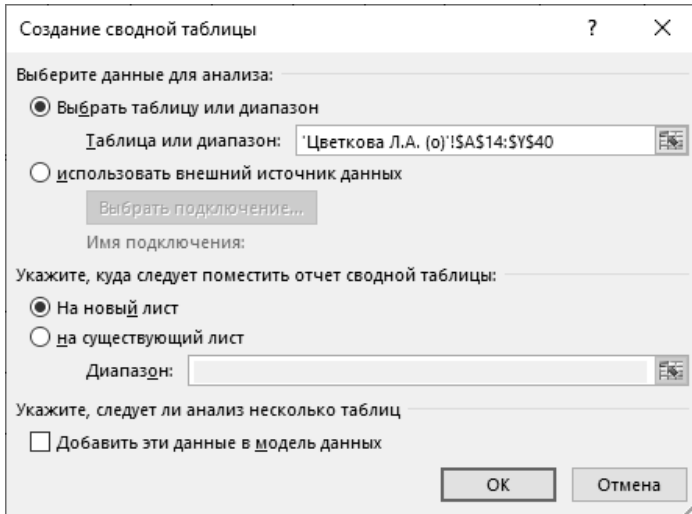 Создание сводной таблицы ? ×
Выберите данные для анализа:
Выбрать таблицу или диапазон
Таблица или диапазон: 'Цветкова Л.А. (о)'!$A$14:$Y$40
использовать внешний источник данных
Выбрать подключение...
Имя подключения:
Укажите, куда следует поместить отчет сводной таблицы:
На новый лист
на существующий лист
Диапазон:
Укажите, следует ли анализ несколько таблиц
Добавить эти данные в модель данных
ОК Отмена